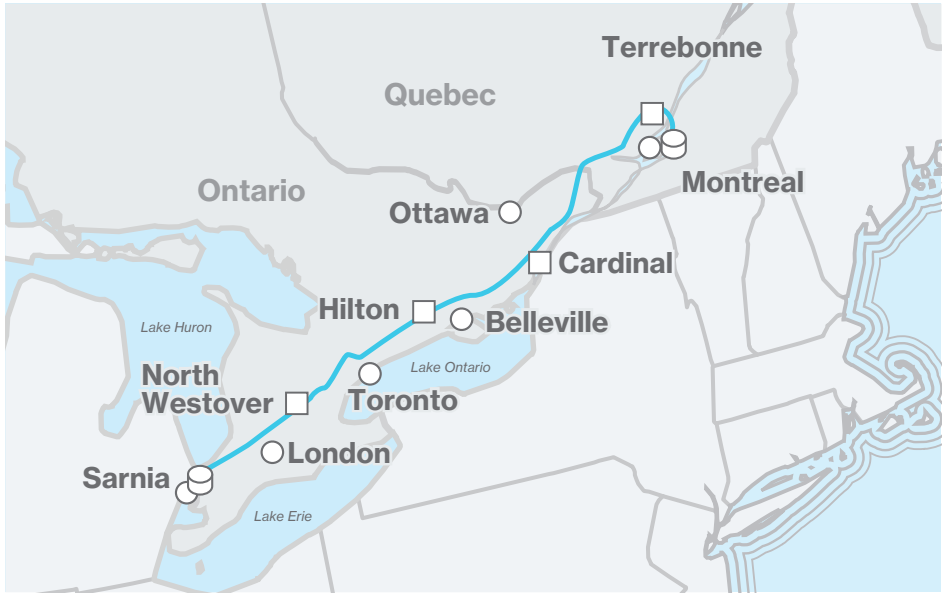 Terrebonne
Quebec
Montreal
Ontario
Ottawa
Cardinal
Hilton
Belleville
Lake Huron
Lake Ontario
North
Westover
Toronto
London
Sarnia
Lake Erie